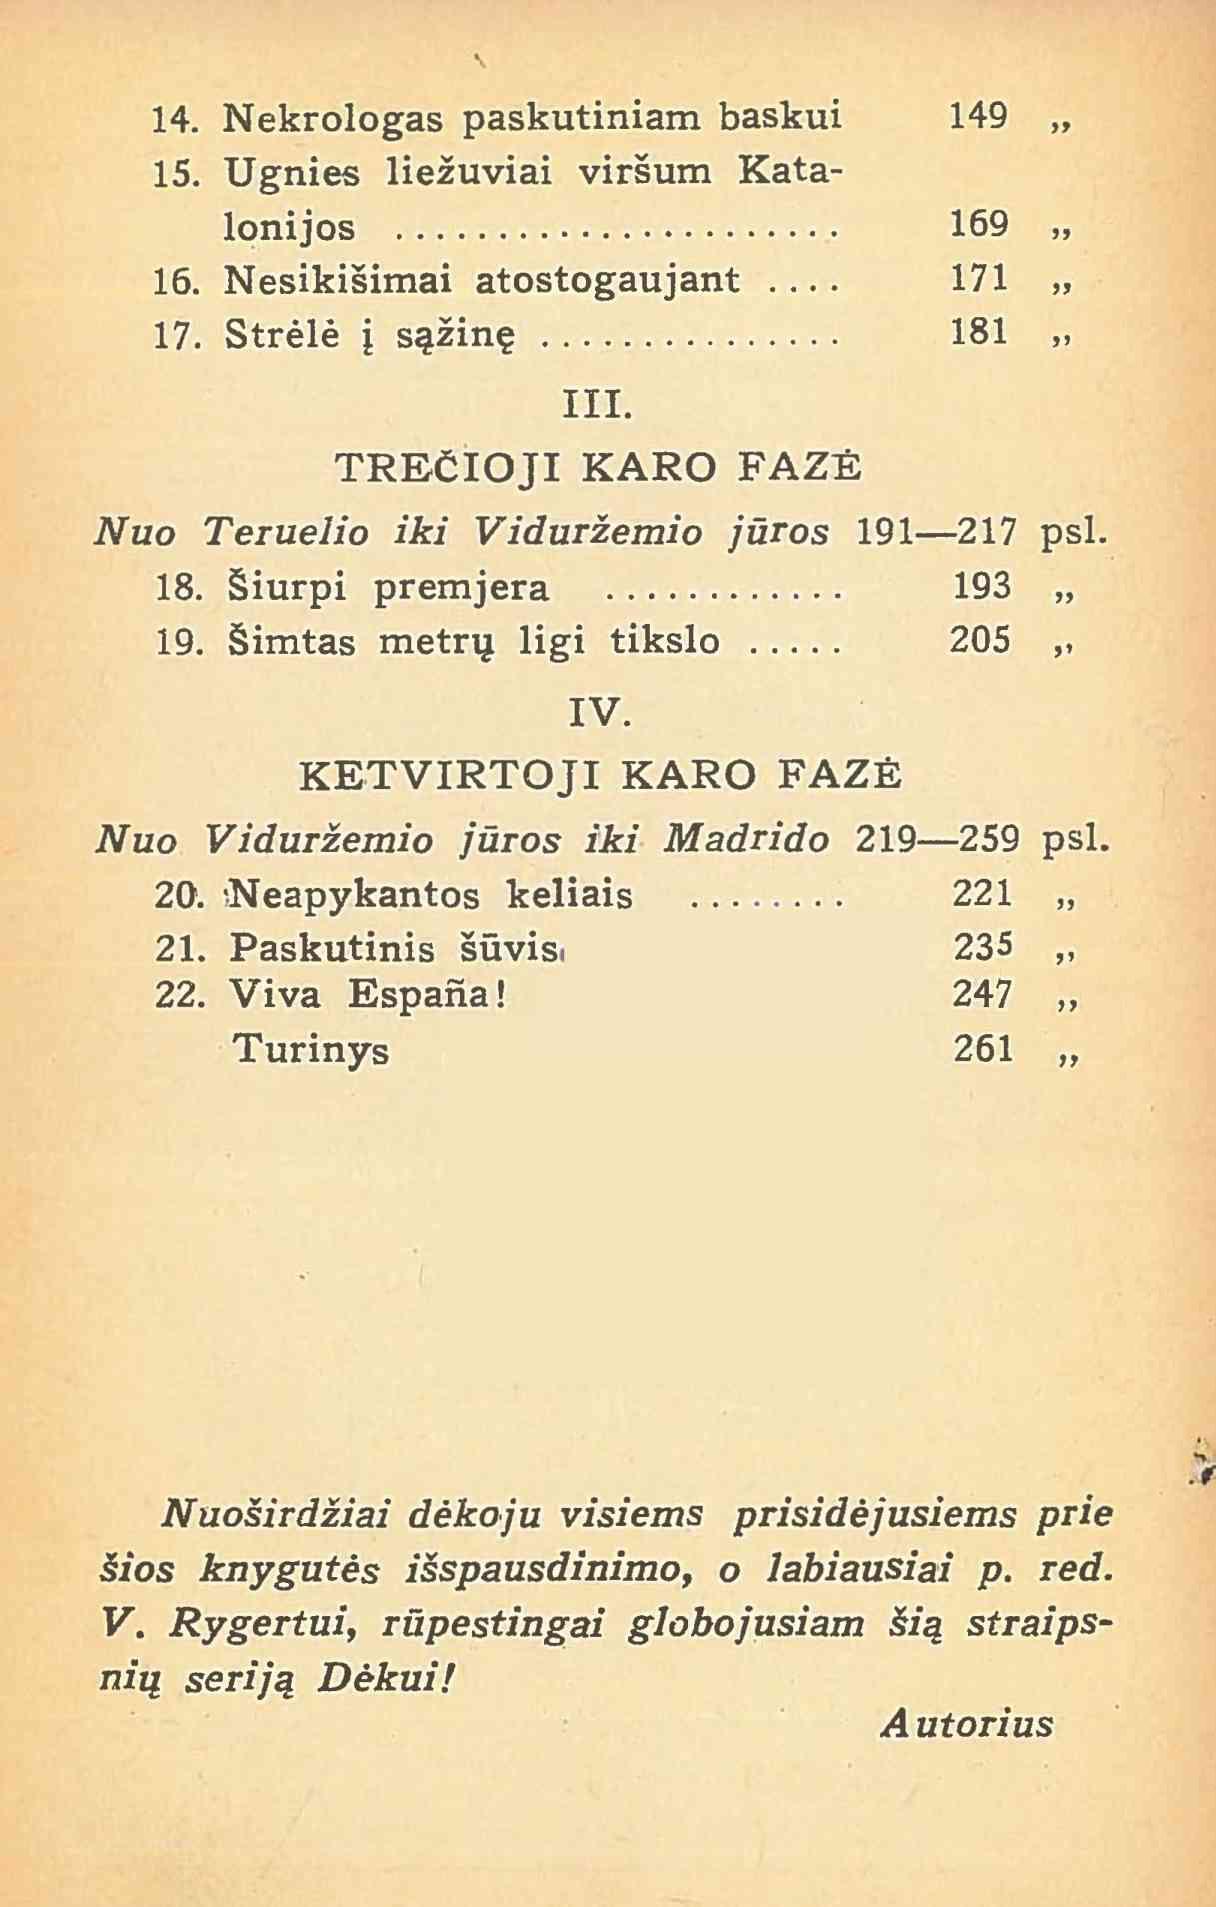 14. Nekrologas paskutiniam baskui 149 „
15. Ugnies liežuviai viršum Kata-
lonijos ...................... 169 „
16. Nesikišimai atostogaujant .... 171 „
17. Strėlė į sąžinę ............... 181 „
III.
TREČIOJI KARO FAZĖ
Nuo Teruelio iki Viduržemio jūros 191—217 psl.
18. Šiurpi premjera ............ 193 „
19. Šimtas metrų ligi tikslo ..... 205 „
IV.
KETVIRTOJI KARO FAZĖ
Nuo Viduržemio jūros iki Madrido 219—259 psl.
20. Neapykantos keliais ........ 221 „
21. Paskutinis šūvis 235 „
22. Viva España! 247 „
Turinys 261 „
Nuoširdžiai dėkoju visiems prisidėjusiems prie
šios knygutės išspausdinimo, o labiausiai p. red.
V. Rygertui, rūpestingai globojusiam šią straips-
nių seriją Dėkui!
Autorius